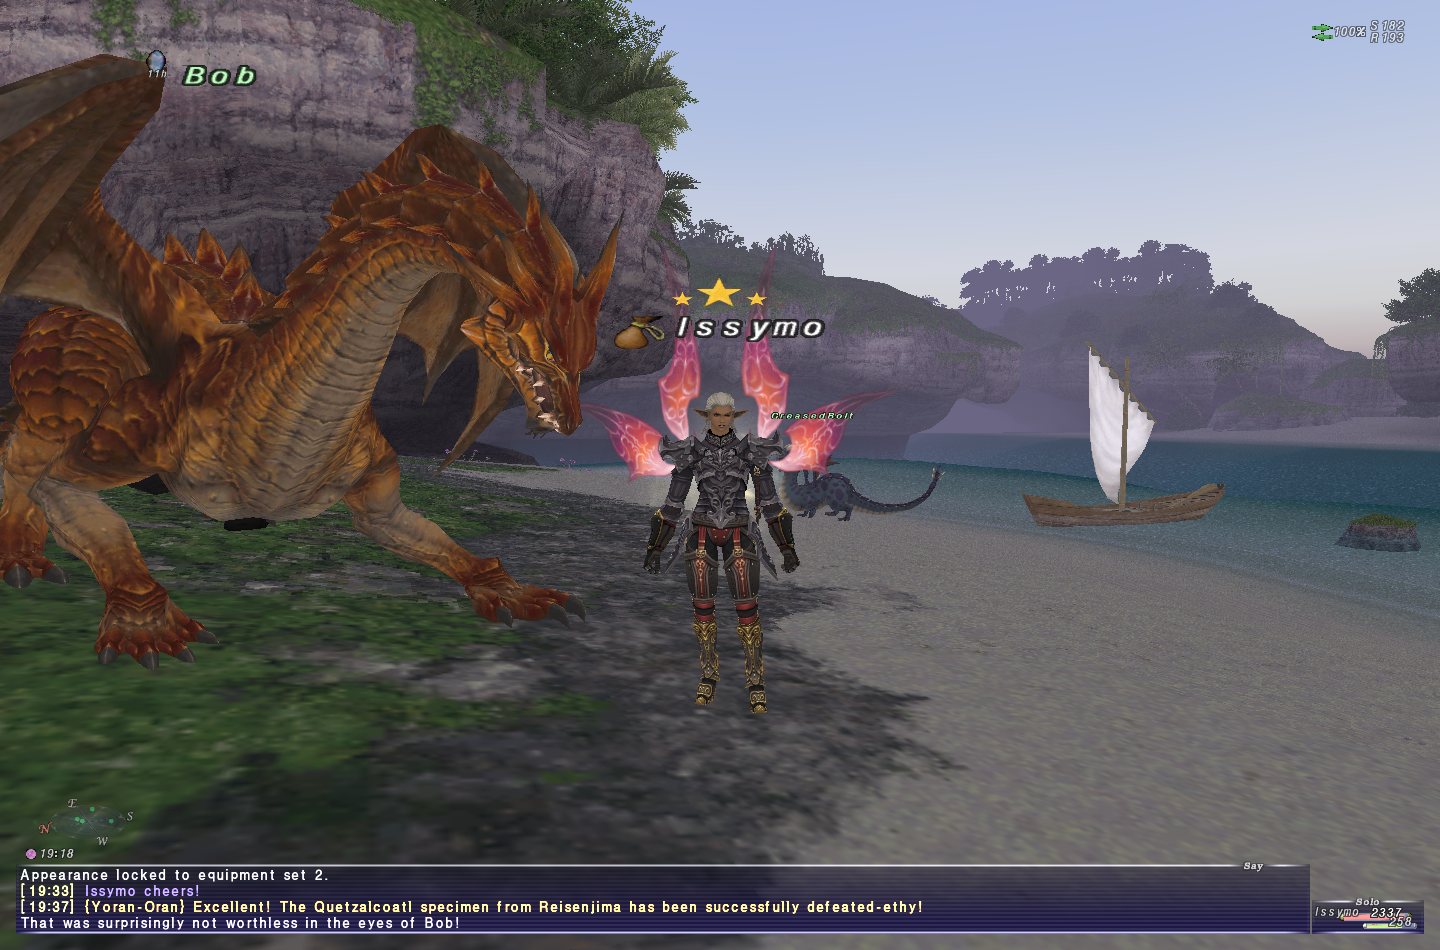 100% S 182
R 193
11h
Bob
Issymo
GreasedBolt
E
S
N
W
19:18
Say
Appearance locked to equipment set 2.
[19:33] Issymo cheers!
[19:37] {Yoran-Oran} Excellent! The Quetzalcoatl specimen from Reisenjima has been successfully defeated-ethy!
That was surprisingly not worthless in the eyes of Bob!
Solo
Issymo 2337
258